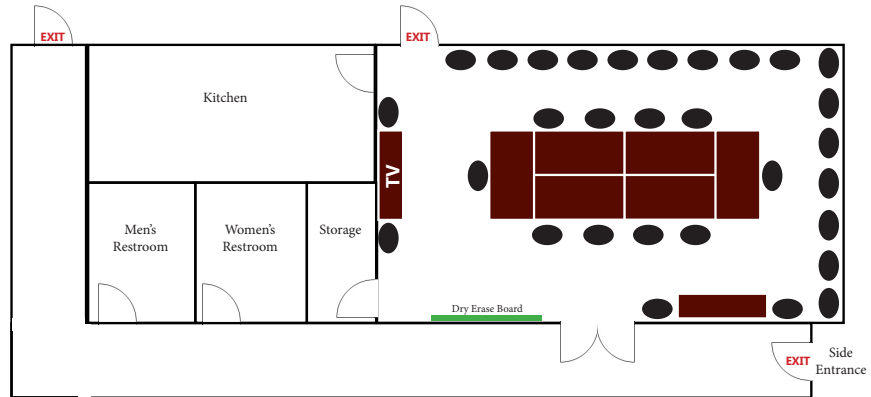 EXIT
EXIT
Kitchen
TV
Men's
Restroom
Women's
Restroom
Storage
Dry Erase Board
EXIT
Side
Entrance